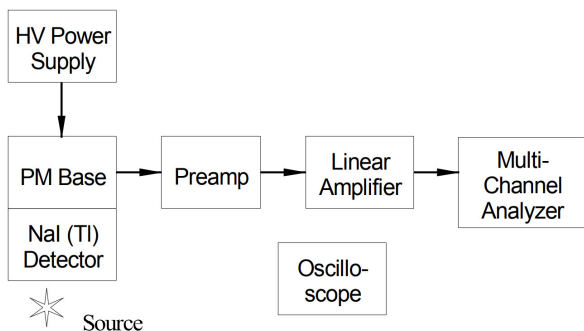 HV Power
Supply
PM Base
Preamp
Linear
Amplifier
Multi-
Channel
Analyzer
NaI (Tl)
Detector
Oscillo-
scope
Source